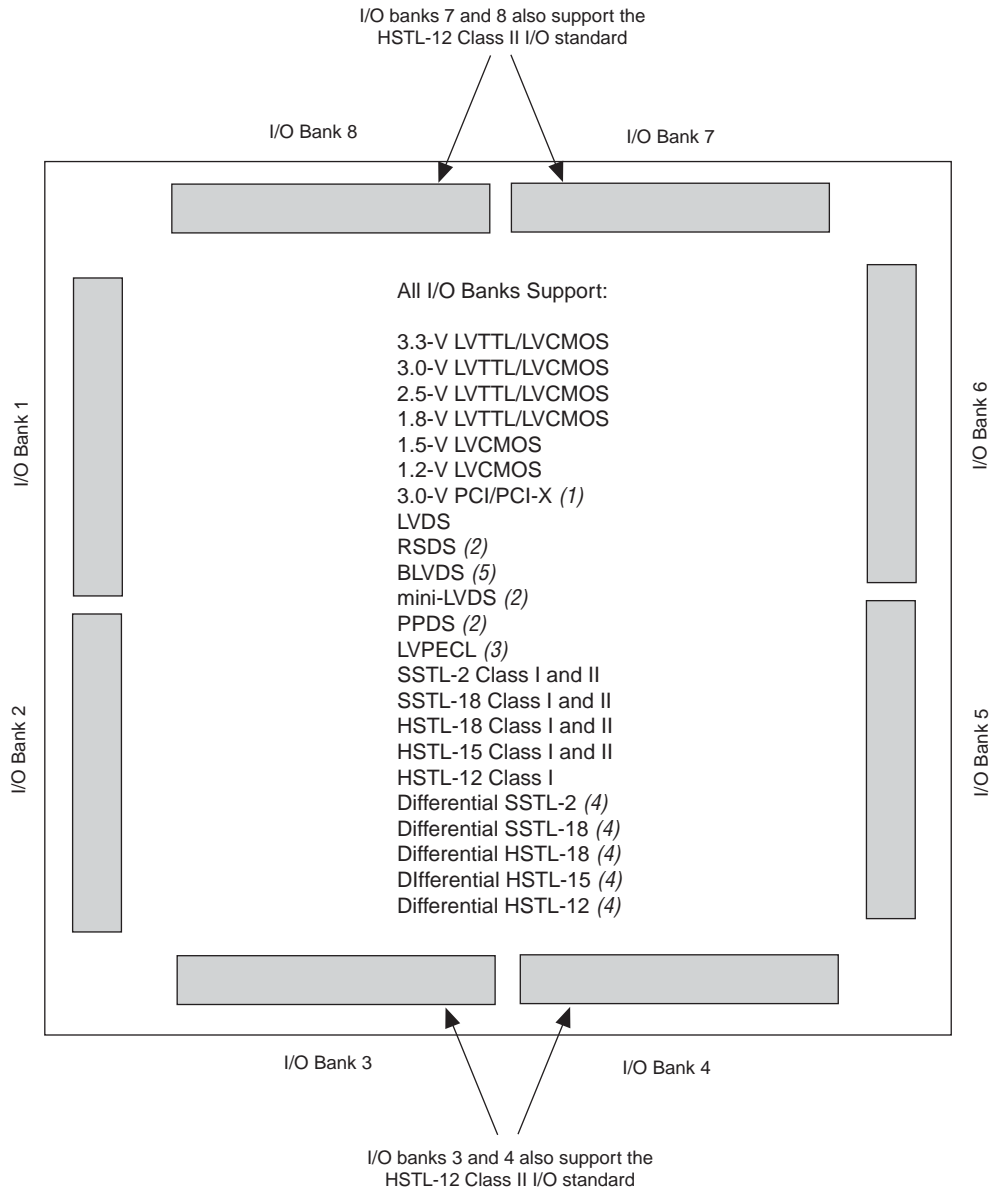 I/O banks 7 and 8 also support the
HSTL-12 Class II I/O standard
I/O Bank 8
I/O Bank 7
I/O Bank 1
I/O Bank 2
All I/O Banks Support:
3.3-V LVTTL/LVCMOS
3.0-V LVTTL/LVCMOS
2.5-V LVTTL/LVCMOS
1.8-V LVTTL/LVCMOS
1.5-V LVCMOS
1.2-V LVCMOS
3.0-V PCI/PCI-X (1)
LVDS
RSDS (2)
BLVDS (5)
mini-LVDS (2)
PPDS (2)
LVPECL (3)
SSTL-2 Class I and II
SSTL-18 Class I and II
HSTL-18 Class I and II
HSTL-15 Class I and II
HSTL-12 Class I
Differential SSTL-2 (4)
Differential SSTL-18 (4)
Differential HSTL-18 (4)
DIfferential HSTL-15 (4)
Differential HSTL-12 (4)
I/O Bank 6
I/O Bank 5
I/O Bank 3
I/O Bank 4
I/O banks 3 and 4 also support the
HSTL-12 Class II I/O standard